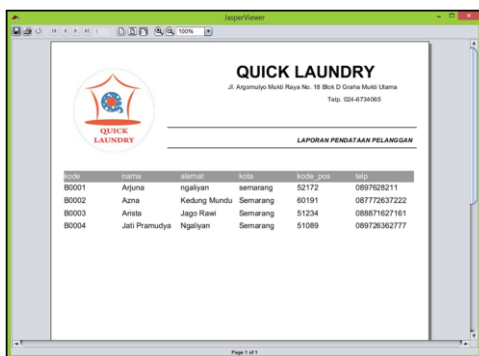 JasperViewer
100%
QUICK LAUNDRY
Jl. Argomulyo Mukti Raya No. 18 Blok D Graha Mukti Utama
Telp. 024-6734065
QUICK
LAUNDRY
LAPORAN PENDATAAN PELANGGAN
kode nama alamat kota kode_pos telp
B0001 Arjuna ngaliyan semarang 52172 0897628211
B0002 Azna Kedung Mundu Semarang 60191 087772637222
B0003 Arista Jago Rawi Semarang 51234 088871627161
B0004 Jati Pramudya Ngaliyan Semarang 51089 089726362777
Page 1 of 1